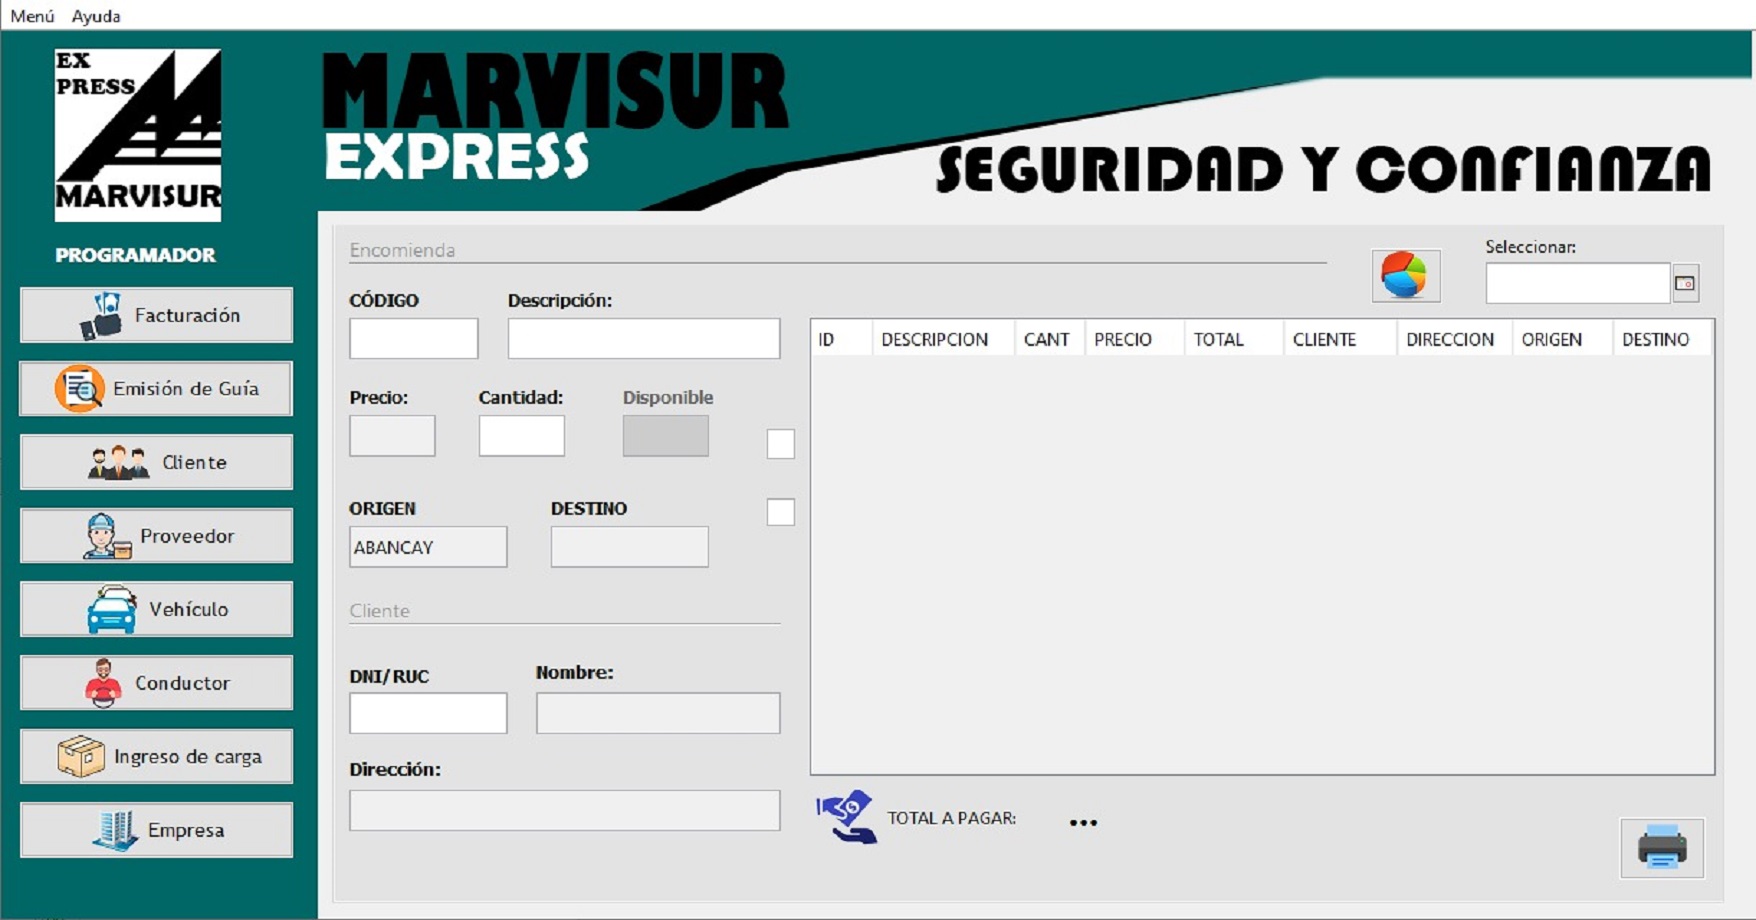 Menú Ayuda
EX
PRESS
MARVISUR
MARVISUR
EXPRESS
SEGURIDAD Y CONFIANZA
PROGRAMADOR
Facturación
Emisión de Guía
Cliente
Proveedor
Vehículo
Conductor
Ingreso de carga
Empresa
Encomienda
Seleccionar:
CÓDIGO Descripción:
Precio: Cantidad: Disponible
ORIGEN DESTINO
ABANCAY
Cliente
DNI/RUC Nombre:
Dirección:
ID DESCRIPCION CANT PRECIO TOTAL CLIENTE DIRECCION ORIGEN DESTINO
TOTAL A PAGAR: ...